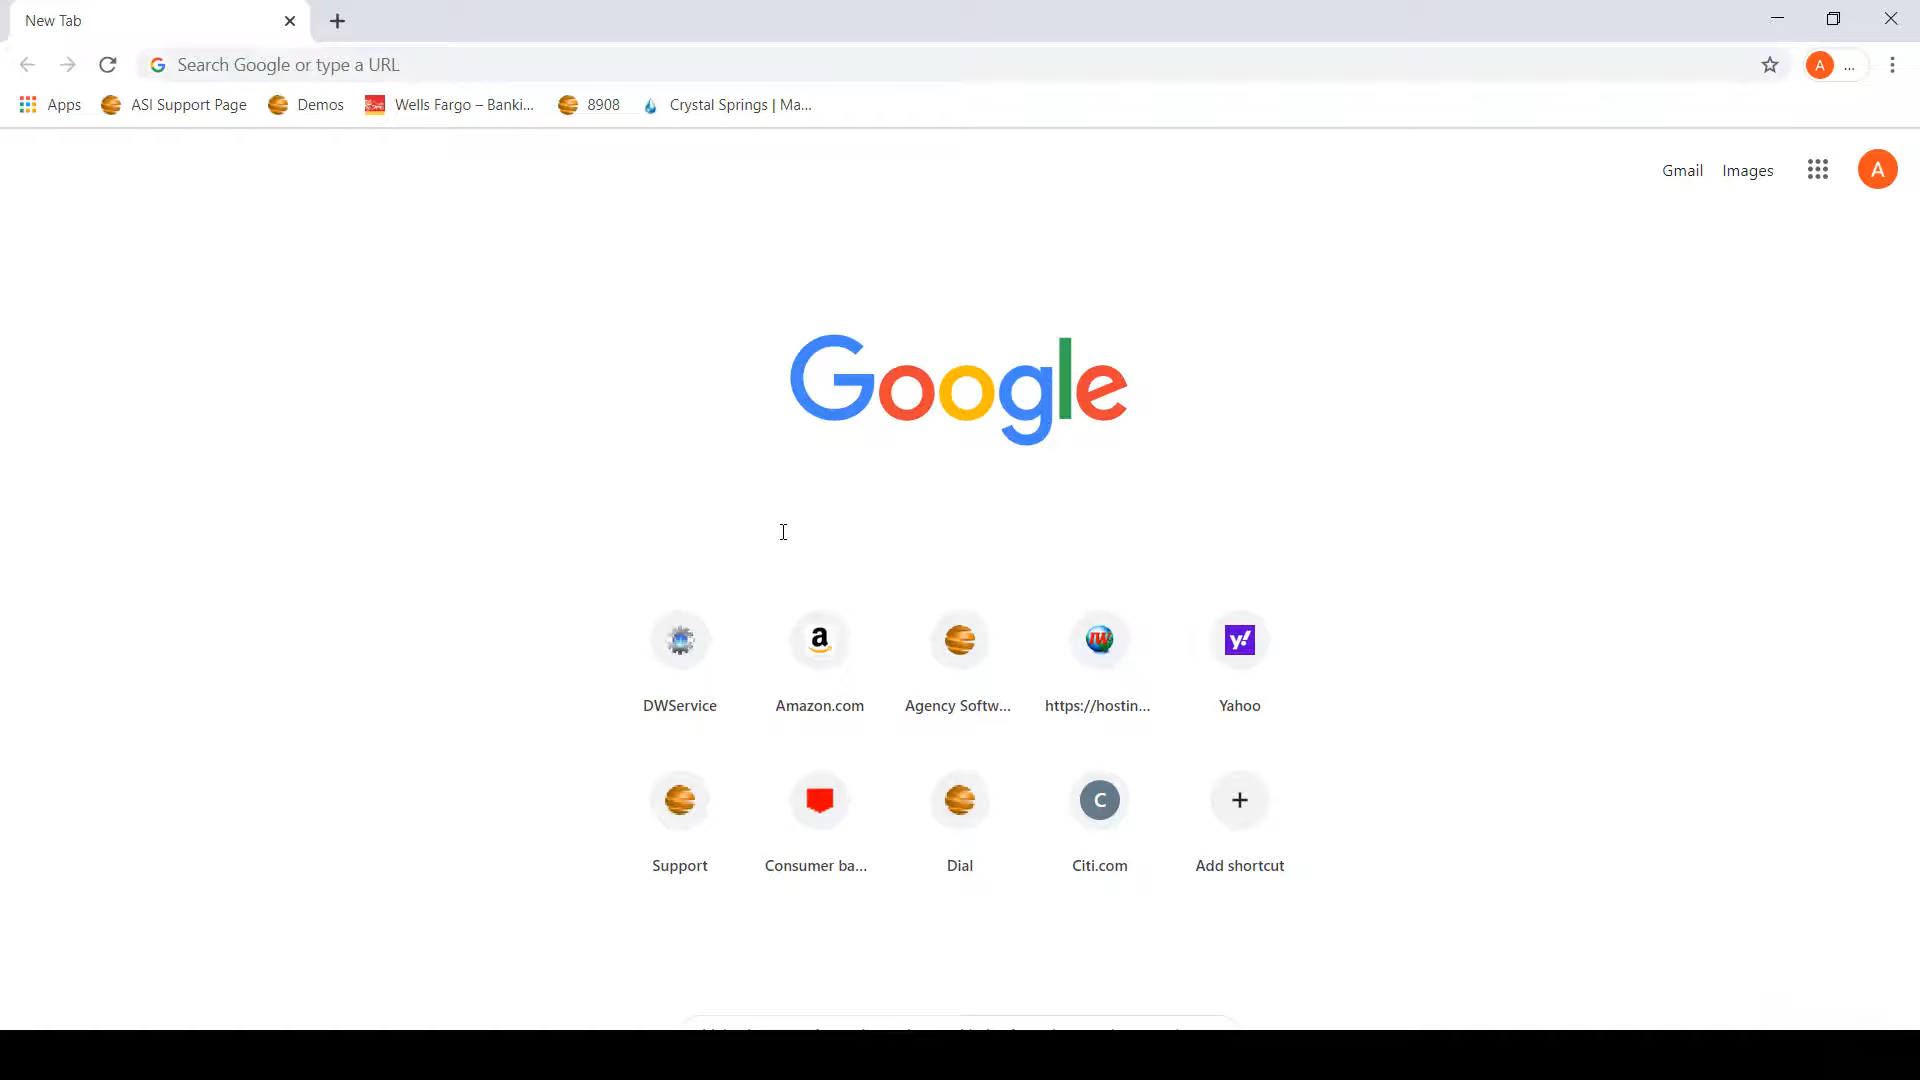 New Tab
Search Google or type a URL
A ...
Apps ASI Support Page Demos Wells Fargo – Banki... 8908 Crystal Springs | Ma...
Gmail Images A
Google
a IW y!
DWService Amazon.com Agency Softw... https://hostin... Yahoo
C
Support Consumer ba... Dial Citi.com Add shortcut